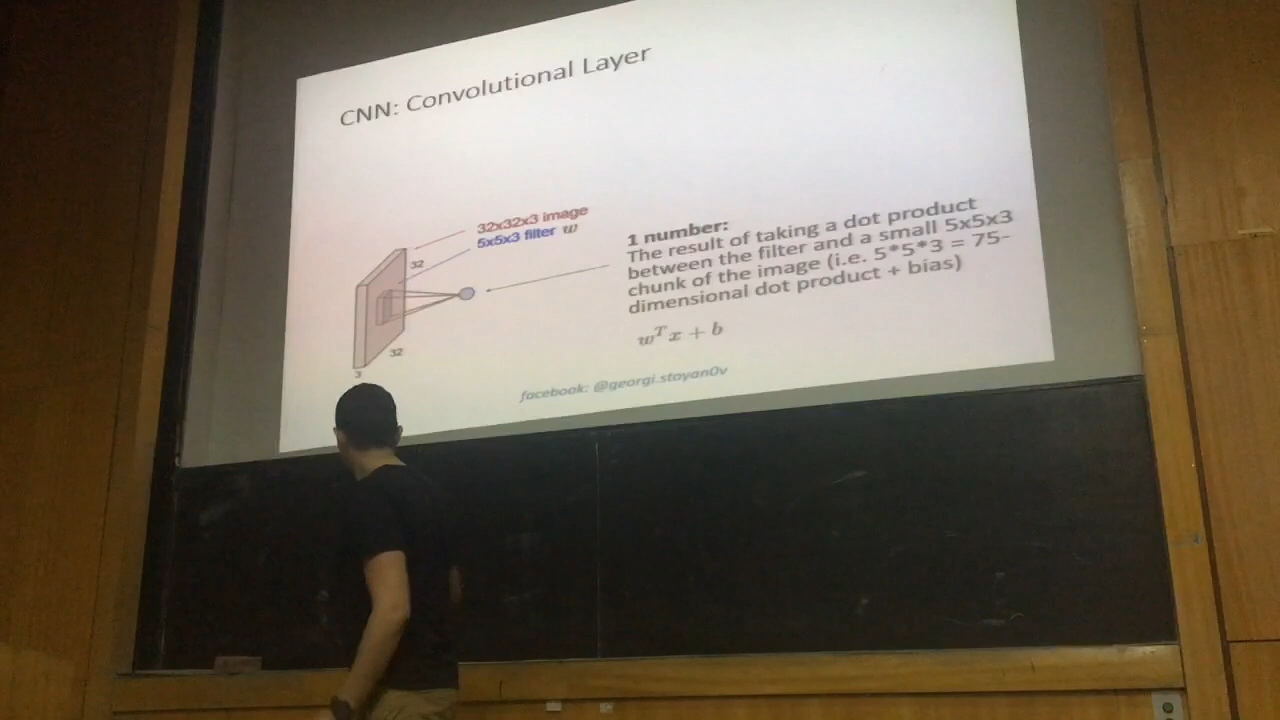 CNN: Convolutional Layer
32x32x3 image
5x5x3 filter w
32
32
3
1 number:
The result of taking a dot product
between the filter and a small 5x5x3
chunk of the image (i.e. 5*5*3 = 75-
dimensional dot product + bias)
wᵀx + b
facebook: @georgi.stoyan0v